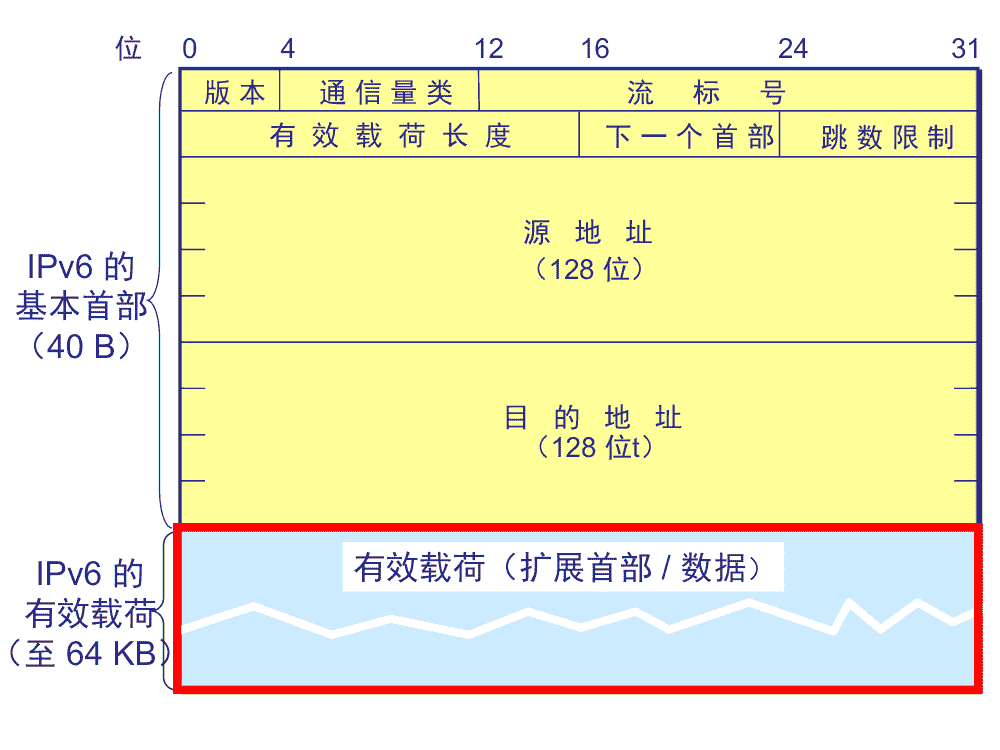 位 0 4 12 16 24 31
版本 通信量类 流标号
有效载荷长度 下一个首部 跳数限制
源地址
（128 位）
IPv6 的
基本首部
（40 B）
目的地址
（128 位t）
有效载荷（扩展首部 / 数据）
IPv6 的
有效载荷
（至 64 KB）